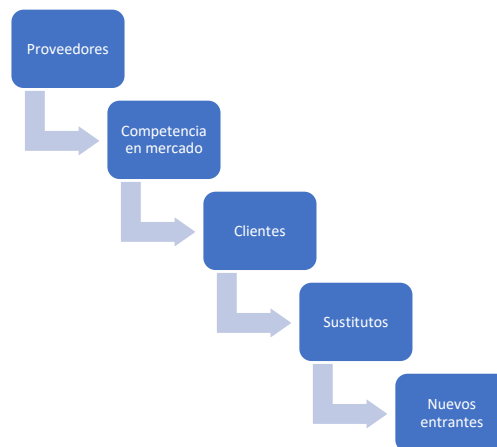 Proveedores
Competencia
en mercado
Clientes
Sustitutos
Nuevos
entrantes